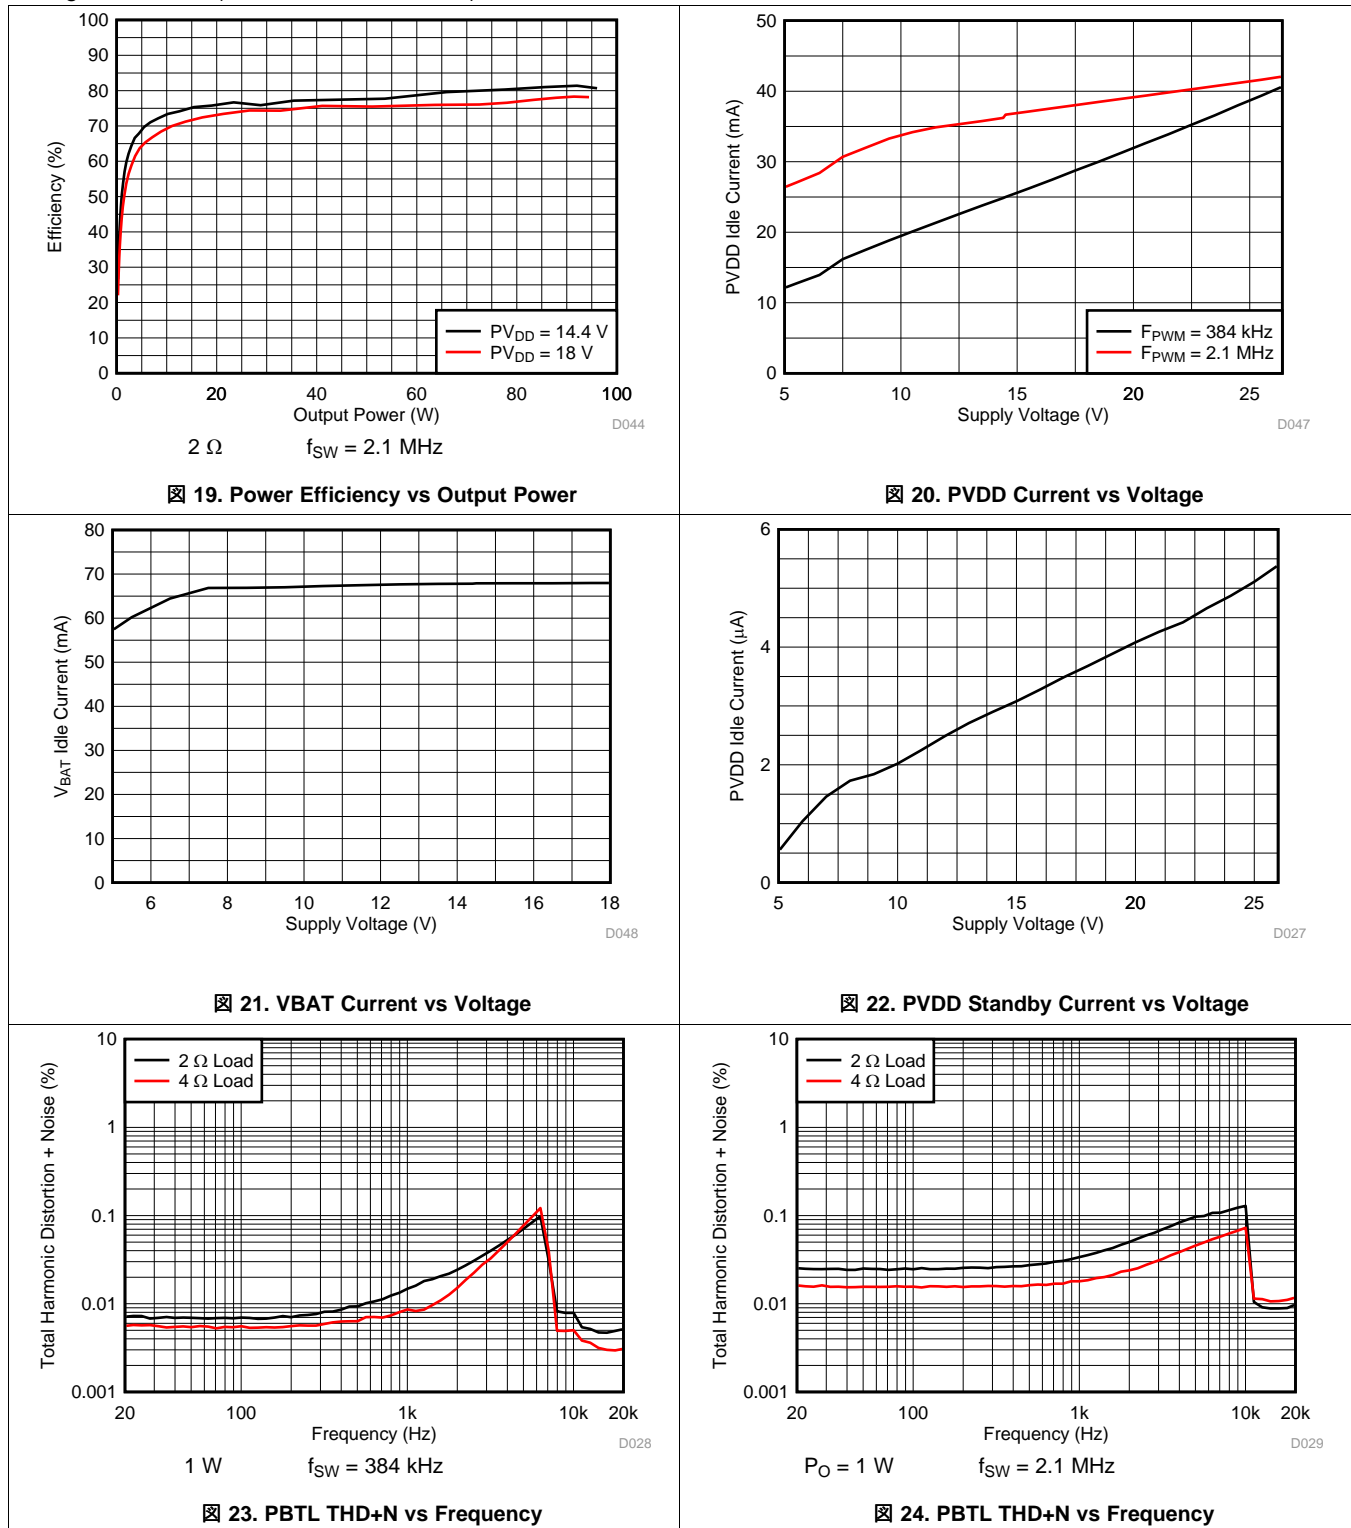 100
90
80
70
60
50
40
30
20
10
0
Efficiency (%)
PVDD = 14.4 V
PVDD = 18 V
0 20 40 60 80 100
Output Power (W)
D044
2 Ω fSW = 2.1 MHz
図 19. Power Efficiency vs Output Power
50
40
30
20
10
0
PVDD Idle Current (mA)
FPWM = 384 kHz
FPWM = 2.1 MHz
5 10 15 20 25
Supply Voltage (V)
D047
図 20. PVDD Current vs Voltage
80
70
60
50
40
30
20
10
0
VBAT Idle Current (mA)
6 8 10 12 14 16 18
Supply Voltage (V)
D048
図 21. VBAT Current vs Voltage
6
4
2
0
PVDD Idle Current (μA)
5 10 15 20 25
Supply Voltage (V)
D027
図 22. PVDD Standby Current vs Voltage
10
1
0.1
0.01
0.001
Total Harmonic Distortion + Noise (%)
2 Ω Load
4 Ω Load
20 100 1k 10k 20k
Frequency (Hz)
D028
1 W fSW = 384 kHz
図 23. PBTL THD+N vs Frequency
10
1
0.1
0.01
0.001
Total Harmonic Distortion + Noise (%)
2 Ω Load
4 Ω Load
20 100 1k 10k 20k
Frequency (Hz)
D029
PO = 1 W fSW = 2.1 MHz
図 24. PBTL THD+N vs Frequency